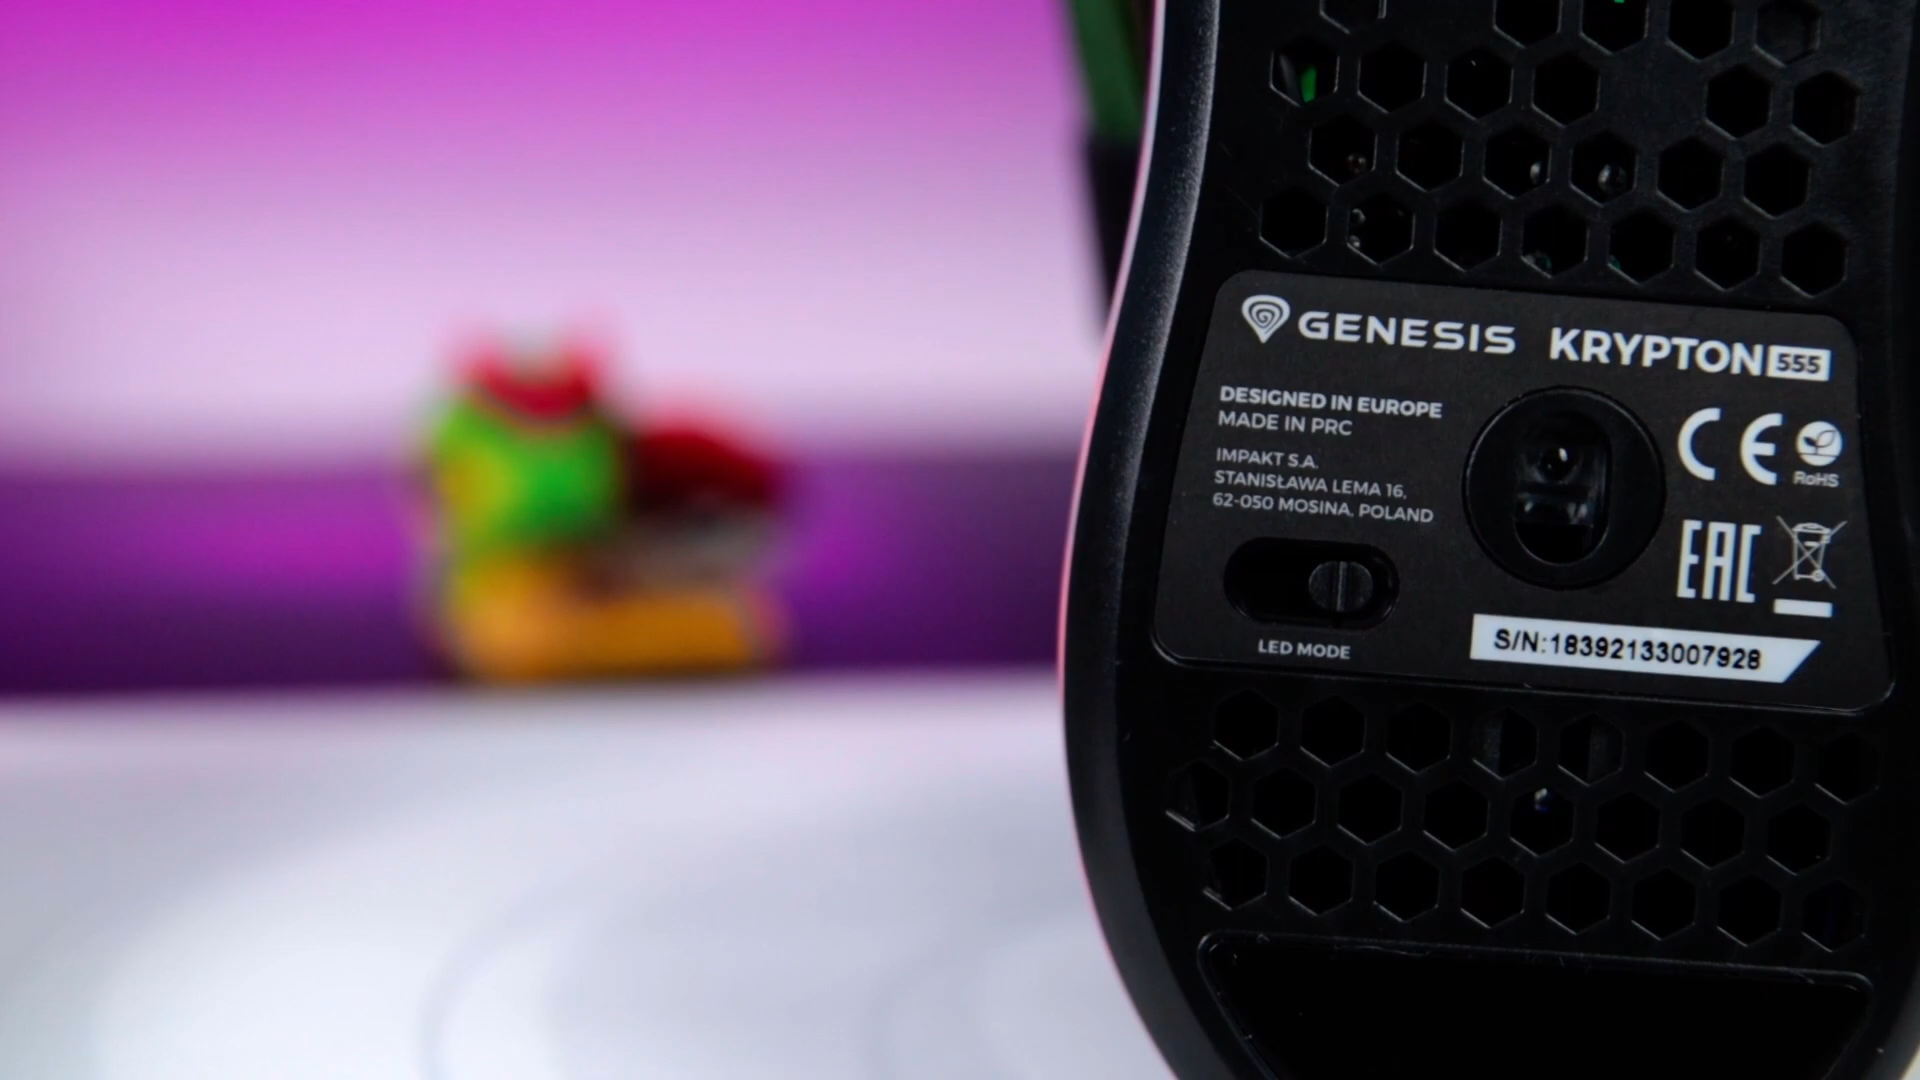 GENESIS KRYPTON 555
DESIGNED IN EUROPE
MADE IN PRC
IMPAKT S.A.
STANISŁAWA LEMA 16,
62-050 MOSINA, POLAND
CE
RoHS
EAC
LED MODE
S/N:18392133007928